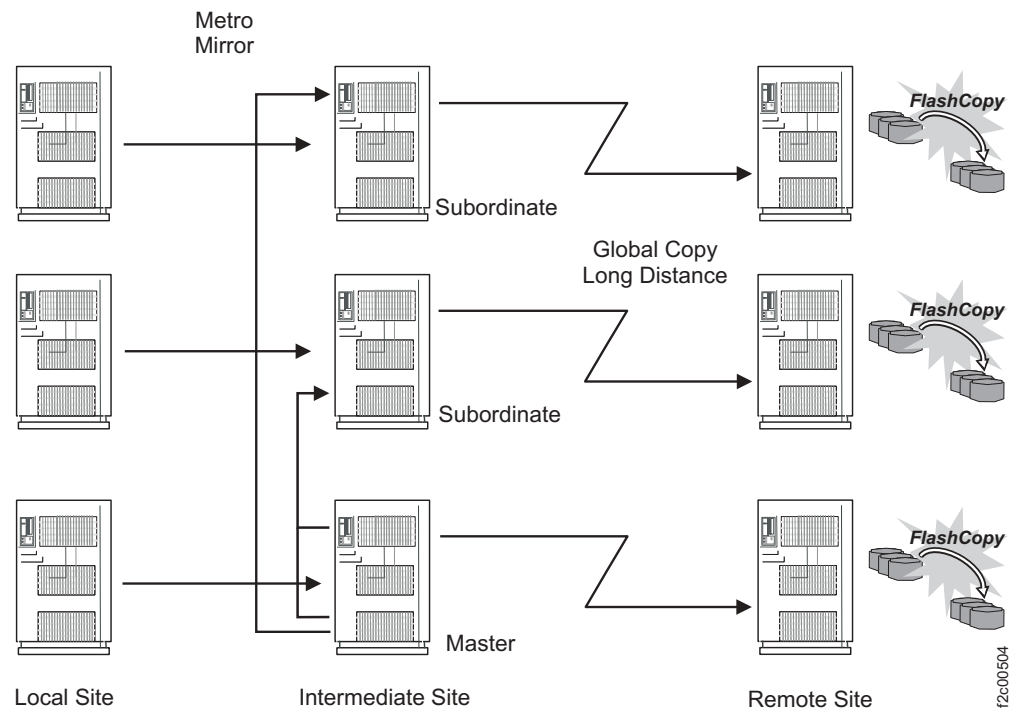 Metro
Mirror
FlashCopy
Subordinate
Global Copy
Long Distance
FlashCopy
Subordinate
FlashCopy
Master
Local Site
Intermediate Site
Remote Site
f2c00504